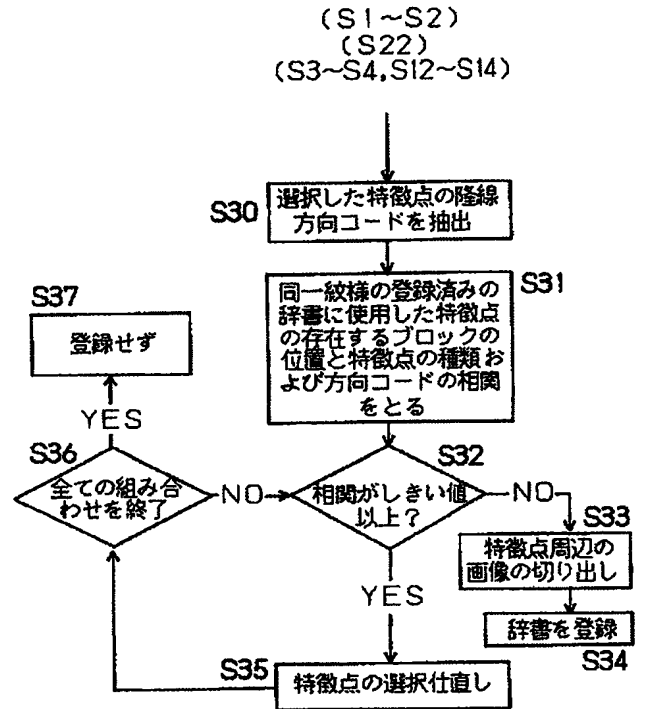 (S1~S2)
(S22)
(S3~S4,S12~S14)
S30
選択した特徴点の隆線
方向コードを抽出
S31
同一紋様の登録済みの
辞書に使用した特徴点
の存在するブロックの
位置と特徴点の種類お
よび方向コードの相関
をとる
S37
登録せず
YES
S36
全ての組み合
わせを終了
NO
S32
相関がしきい値
以上?
NO
S33
特徴点周辺の
画像の切り出し
YES
辞書を登録
S34
S35
特徴点の選択仕直し